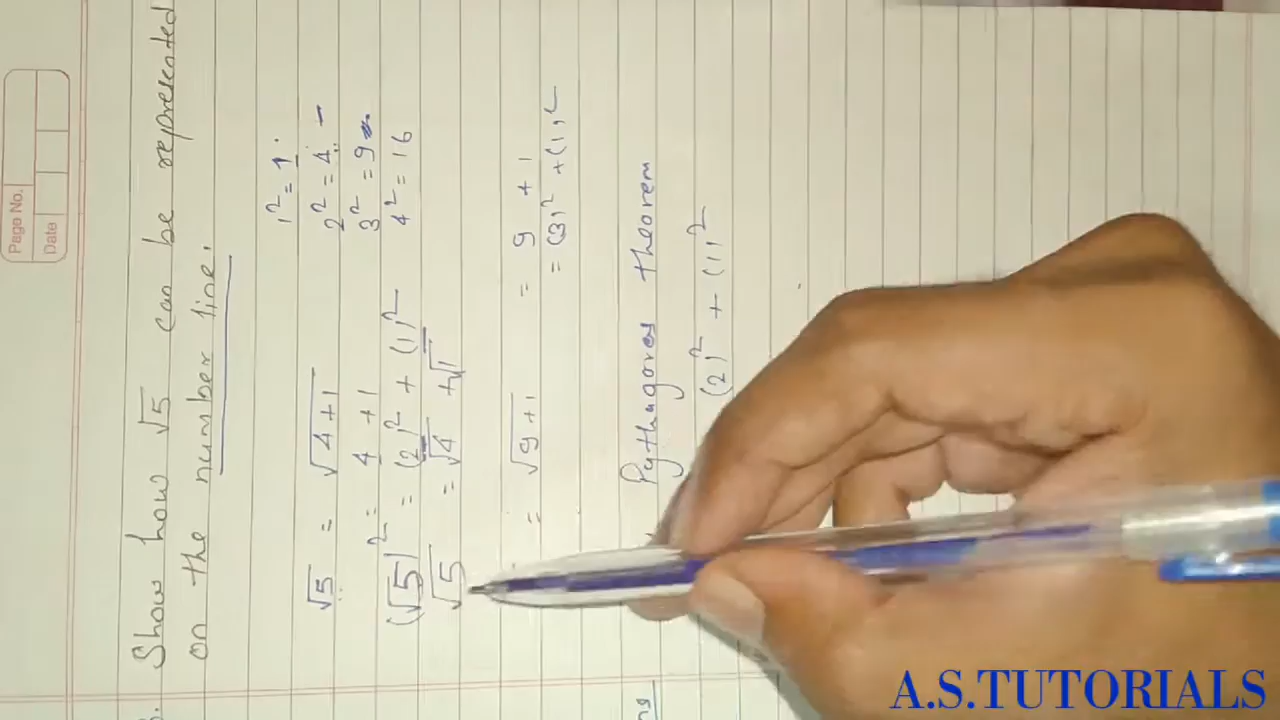 Page No.
Date
Show how √5 can be represented
on the number line.
1² = 1
√5 = √4+1 2² = 4
(√5)² = 4 + 1 3² = 9
= (2)² + (1)² 4² = 16
√5 = √4 + √1
= √9+1 = 9 + 1
= (3)² + (1)²
Pythagores theorem
(2)² + (1)²
A.S.TUTORIALS